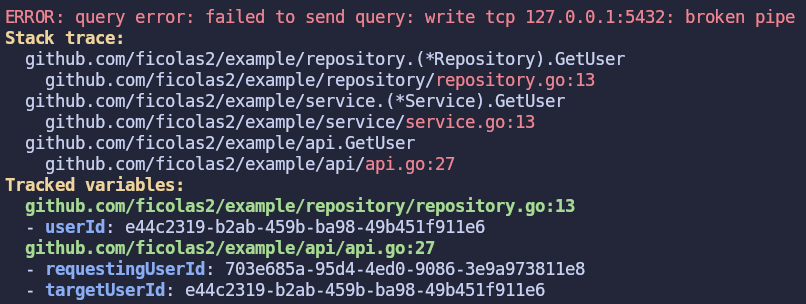 ERROR: query error: failed to send query: write tcp 127.0.0.1:5432: broken pipe
Stack trace:
github.com/ficolas2/example/repository.(*Repository).GetUser
github.com/ficolas2/example/repository/repository.go:13
github.com/ficolas2/example/service.(*Service).GetUser
github.com/ficolas2/example/service/service.go:13
github.com/ficolas2/example/api.GetUser
github.com/ficolas2/example/api/api.go:27
Tracked variables:
github.com/ficolas2/example/repository/repository.go:13
- userId: e44c2319-b2ab-459b-ba98-49b451f911e6
github.com/ficolas2/example/api/api.go:27
- requestingUserId: 703e685a-95d4-4ed0-9086-3e9a973811e8
- targetUserId: e44c2319-b2ab-459b-ba98-49b451f911e6